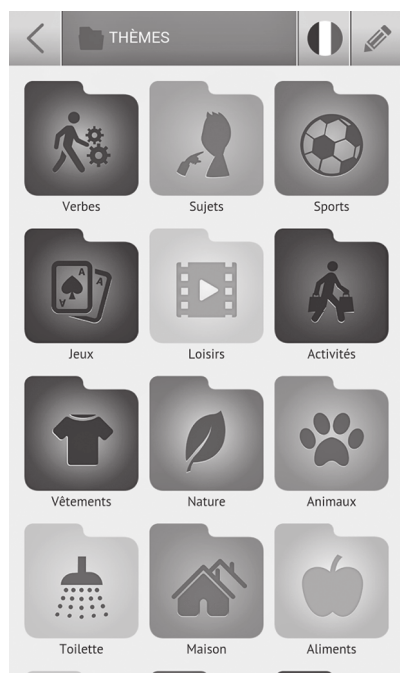 THÈMES
Verbes
Sujets
Sports
A
A
A
Jeux
Loisirs
Activités
Vêtements
Nature
Animaux
Toilette
Maison
Aliments